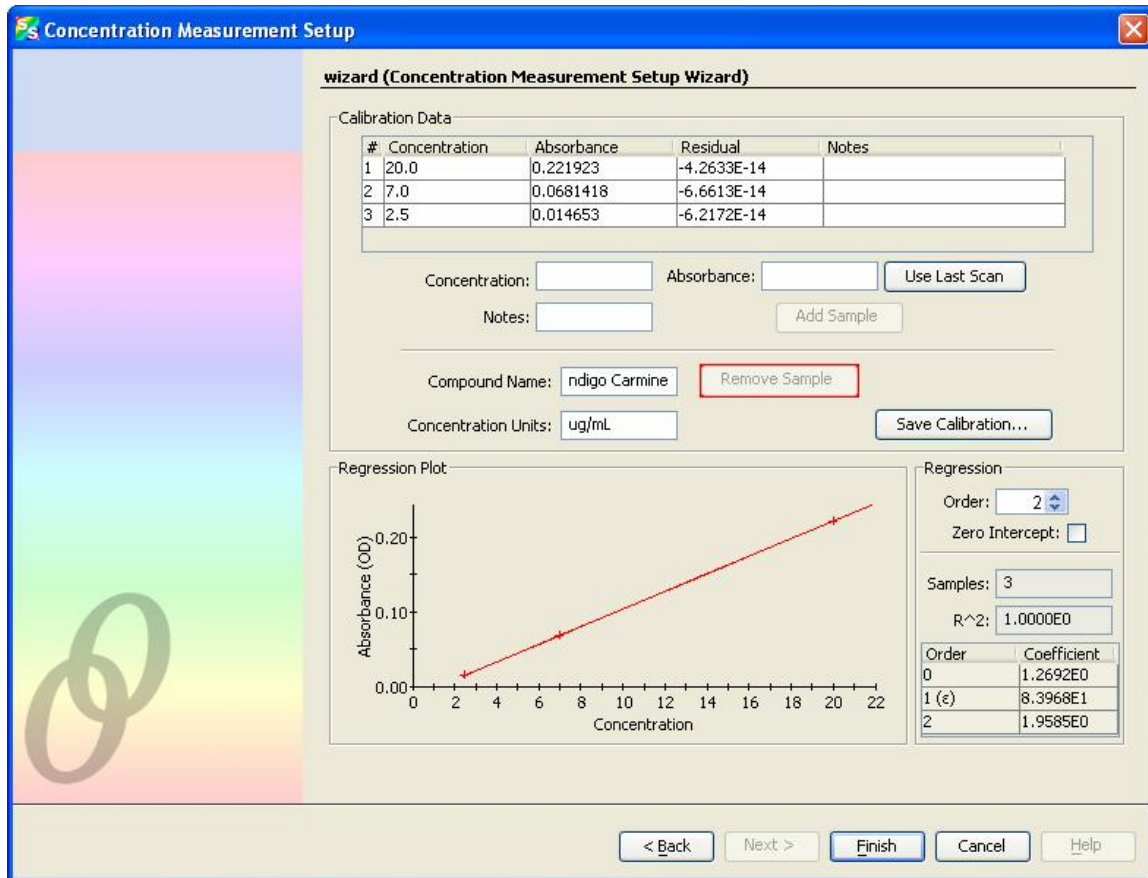 Concentration Measurement Setup
wizard (Concentration Measurement Setup Wizard)
Calibration Data
# Concentration Absorbance Residual Notes
1 20.0 0.221923 -4.2633E-14
2 7.0 0.0681418 -6.6613E-14
3 2.5 0.014653 -6.2172E-14
Concentration: Absorbance: Use Last Scan
Notes: Add Sample
Compound Name: ndigo Carmine Remove Sample
Concentration Units: ug/mL Save Calibration...
Regression Plot
Absorbance (OD)
0.20
0.10
0.00
0 2 4 6 8 10 12 14 16 18 20 22
Concentration
Regression
Order: 2
Zero Intercept:
Samples: 3
R^2: 1.0000E0
Order Coefficient
0 1.2692E0
1 (ε) 8.3968E1
2 1.9585E0
< Back Next > Finish Cancel Help